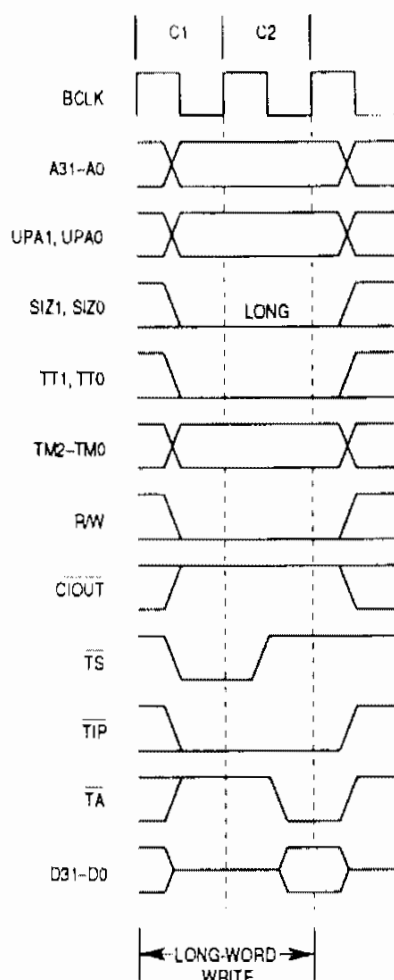 C1 C2
BCLK
A31–A0
UPA1, UPA0
SIZ1, SIZ0 LONG
TT1, TT0
TM2–TM0
R/W
CIOUT
TS
TIP
TA
D31–D0
LONG-WORD
WRITE